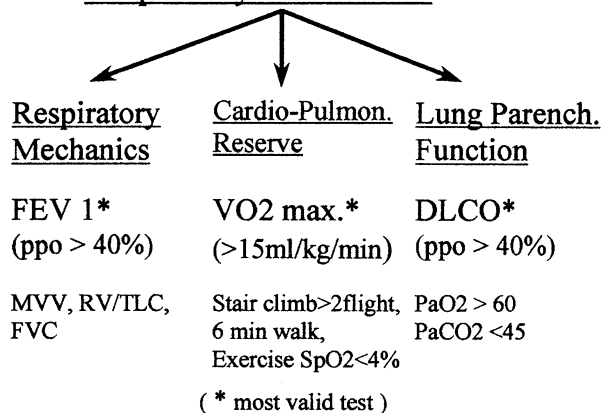 Respiratory
Mechanics
FEV 1*
(ppo > 40%)
MVV, RV/TLC,
FVC
Cardio-Pulmon.
Reserve
VO2 max.*
(>15ml/kg/min)
Stair climb>2flight,
6 min walk,
Exercise SpO2<4%
Lung Parench.
Function
DLCO*
(ppo > 40%)
PaO2 > 60
PaCO2 <45
( * most valid test )